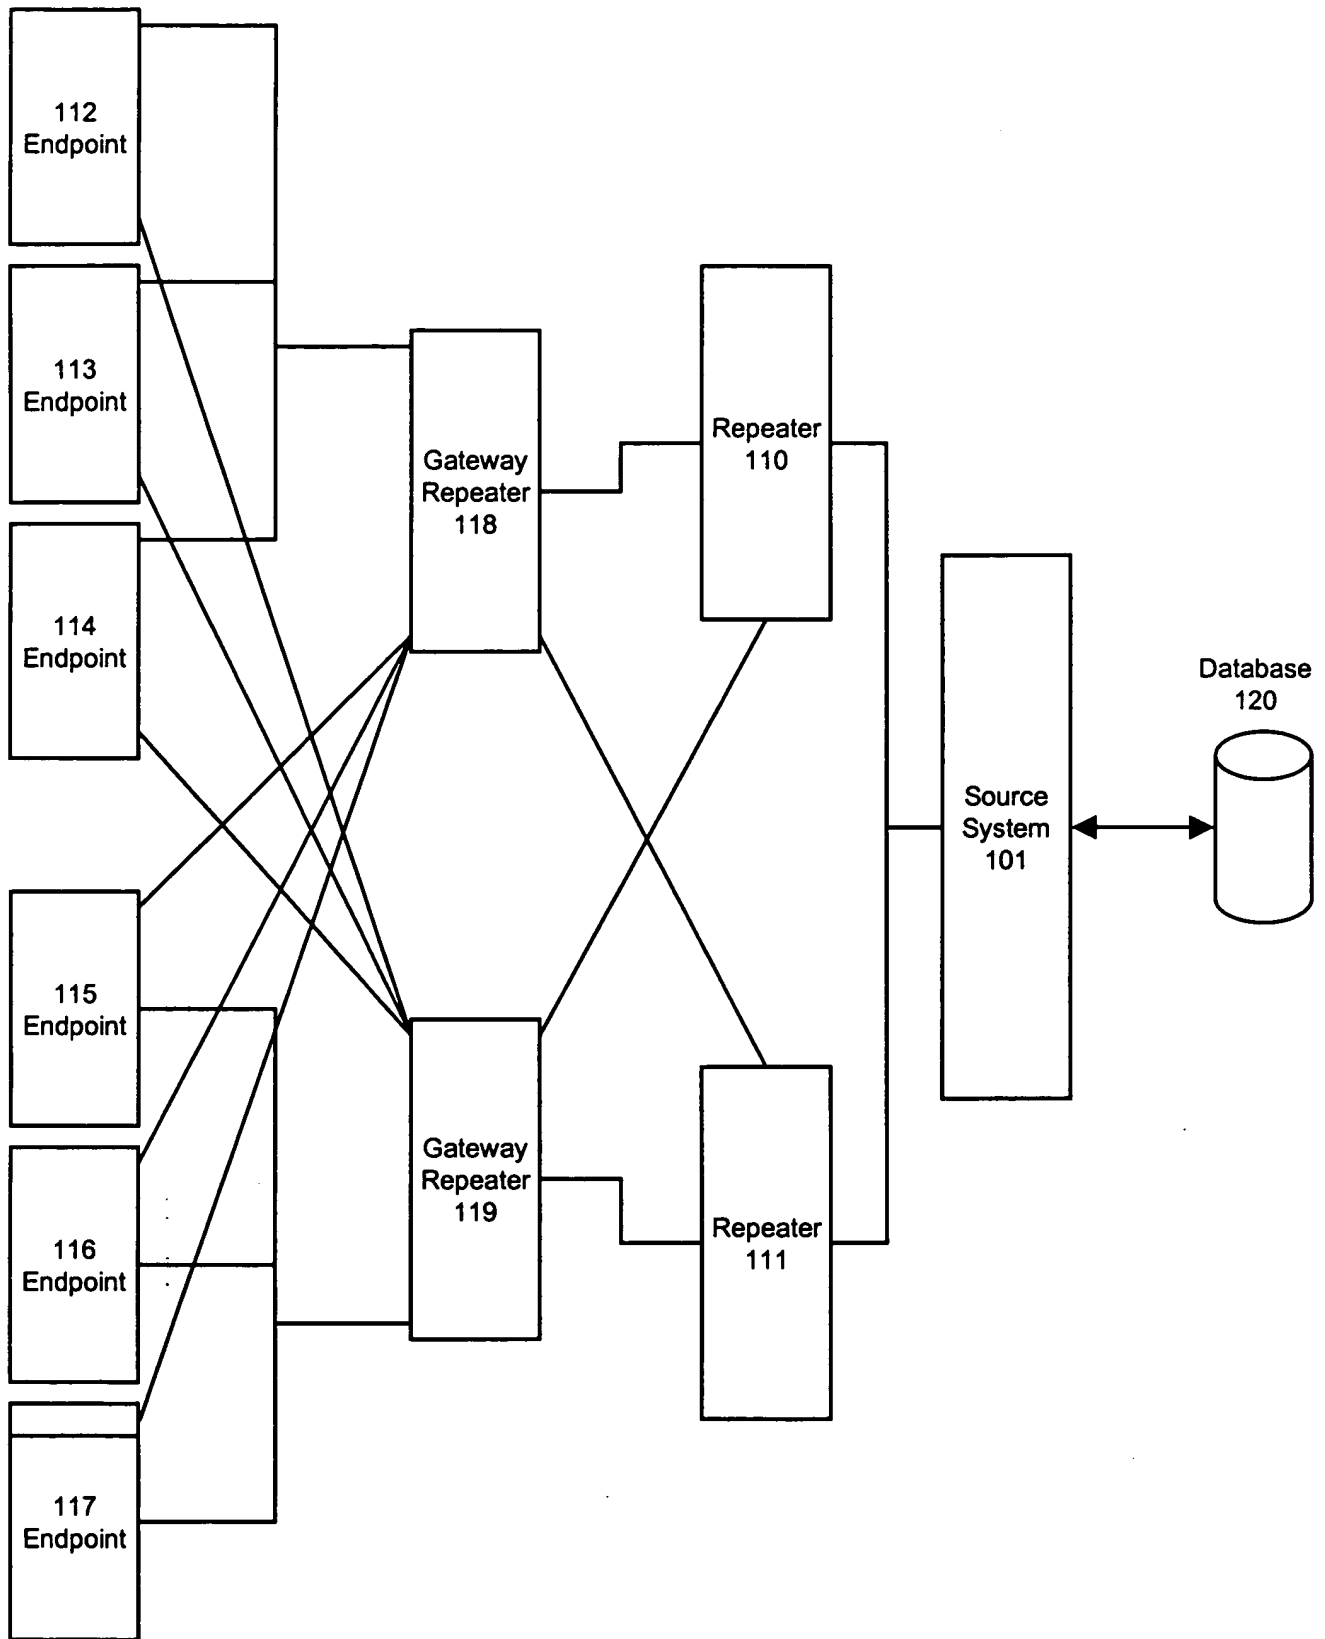 112
Endpoint
113
Endpoint
114
Endpoint
115
Endpoint
116
Endpoint
117
Endpoint
Gateway
Repeater
118
Gateway
Repeater
119
Repeater
110
Repeater
111
Source
System
101
Database
120